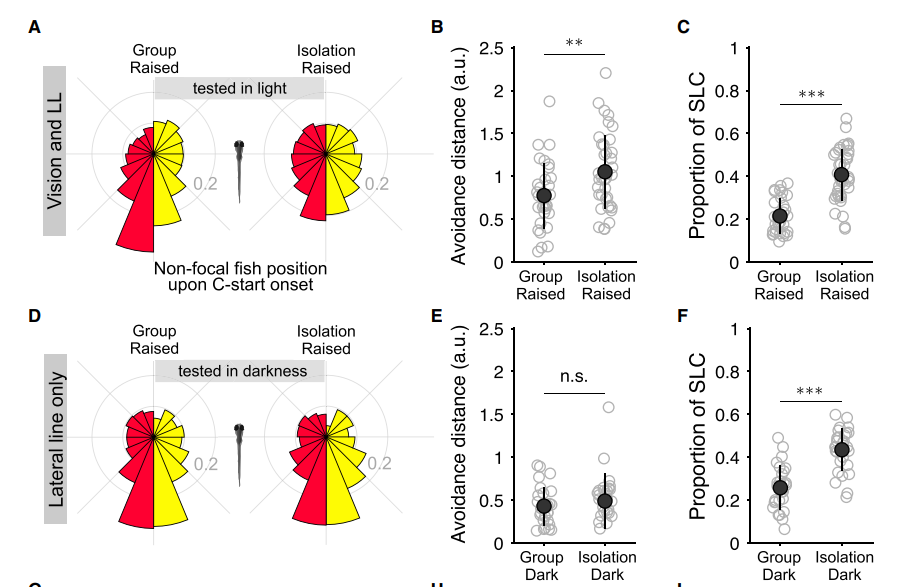 A
Group
Raised
Isolation
Raised
tested in light
Vision and LL
0.2
0.2
Non-focal fish position
upon C-start onset
B
Avoidance distance (a.u.)
2.5
2
1.5
1
0.5
0
**
Group
Raised
Isolation
Raised
C
Proportion of SLC
1
0.8
0.6
0.4
0.2
0
***
Group
Raised
Isolation
Raised
D
Group
Raised
Isolation
Raised
tested in darkness
Lateral line only
0.2
0.2
E
Avoidance distance (a.u.)
2.5
2
1.5
1
0.5
0
n.s.
Group
Dark
Isolation
Dark
F
Proportion of SLC
1
0.8
0.6
0.4
0.2
0
***
Group
Dark
Isolation
Dark